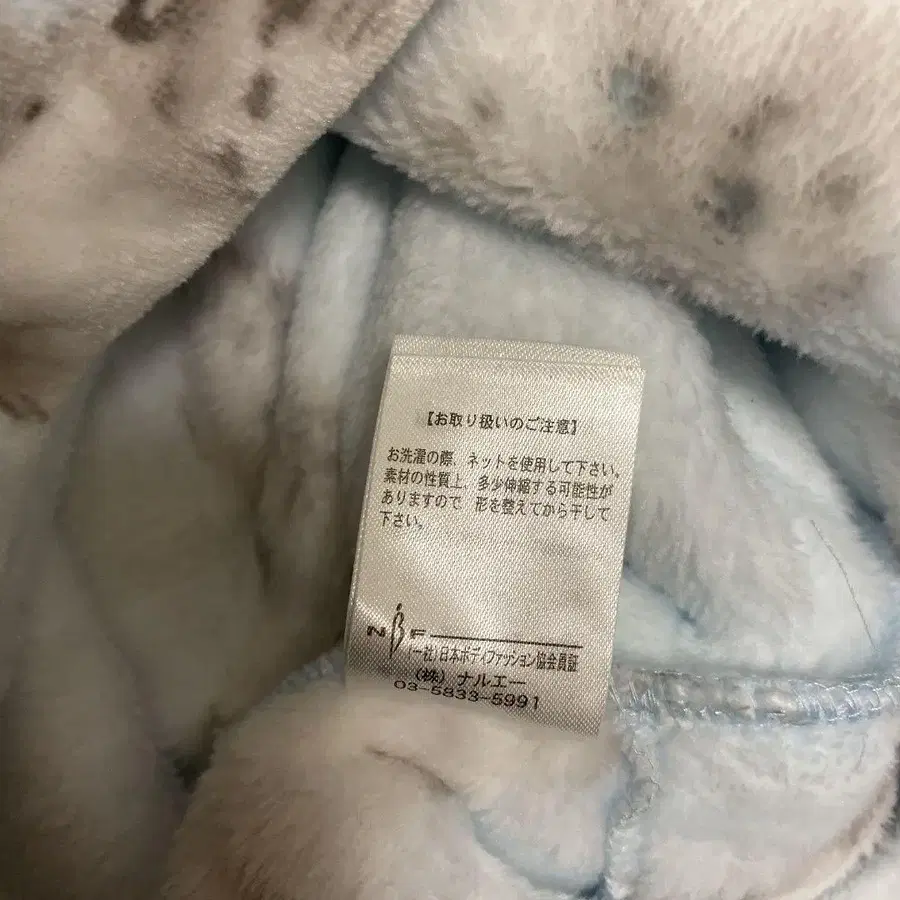 【お取り扱いのご注意】
お洗濯の際、ネットを使用して下さい。
素材の性質上、多少伸縮する可能性が
ありますので 形を整えてから干して
下さい。
NBF
(一社)日本ボディファッション協会会員証
(株) ナルエー
03-5833-5991